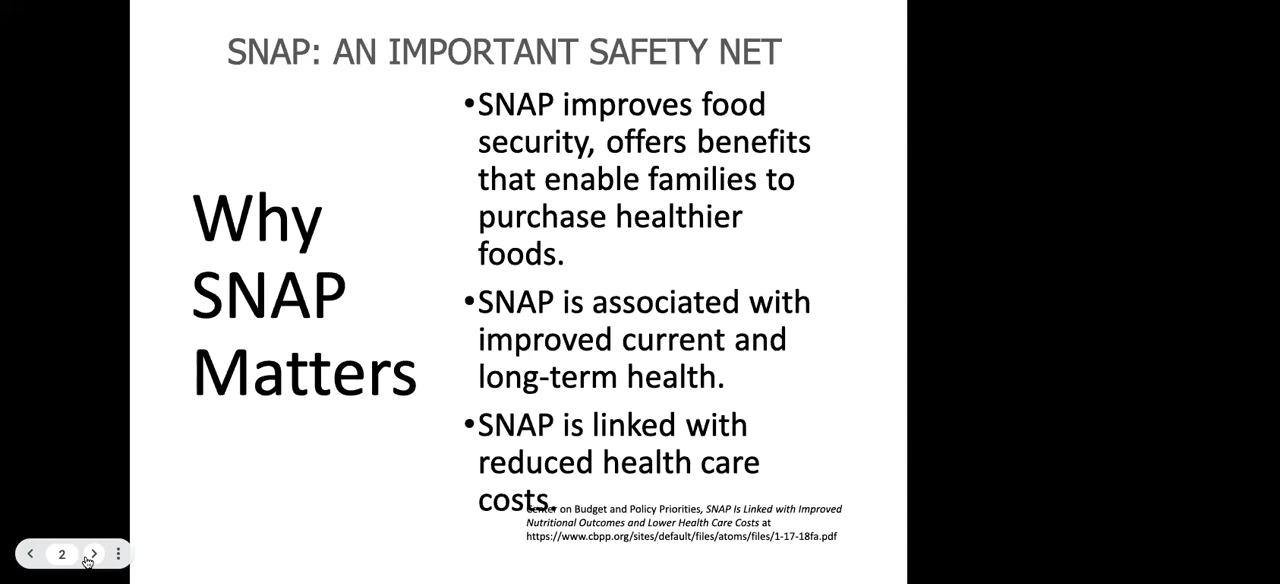 SNAP: AN IMPORTANT SAFETY NET
Why
SNAP
Matters
•SNAP improves food
security, offers benefits
that enable families to
purchase healthier
foods.
•SNAP is associated with
improved current and
long-term health.
•SNAP is linked with
reduced health care
costs.
Center on Budget and Policy Priorities, SNAP Is Linked with Improved
Nutritional Outcomes and Lower Health Care Costs at
https://www.cbpp.org/sites/default/files/atoms/files/1-17-18fa.pdf
2